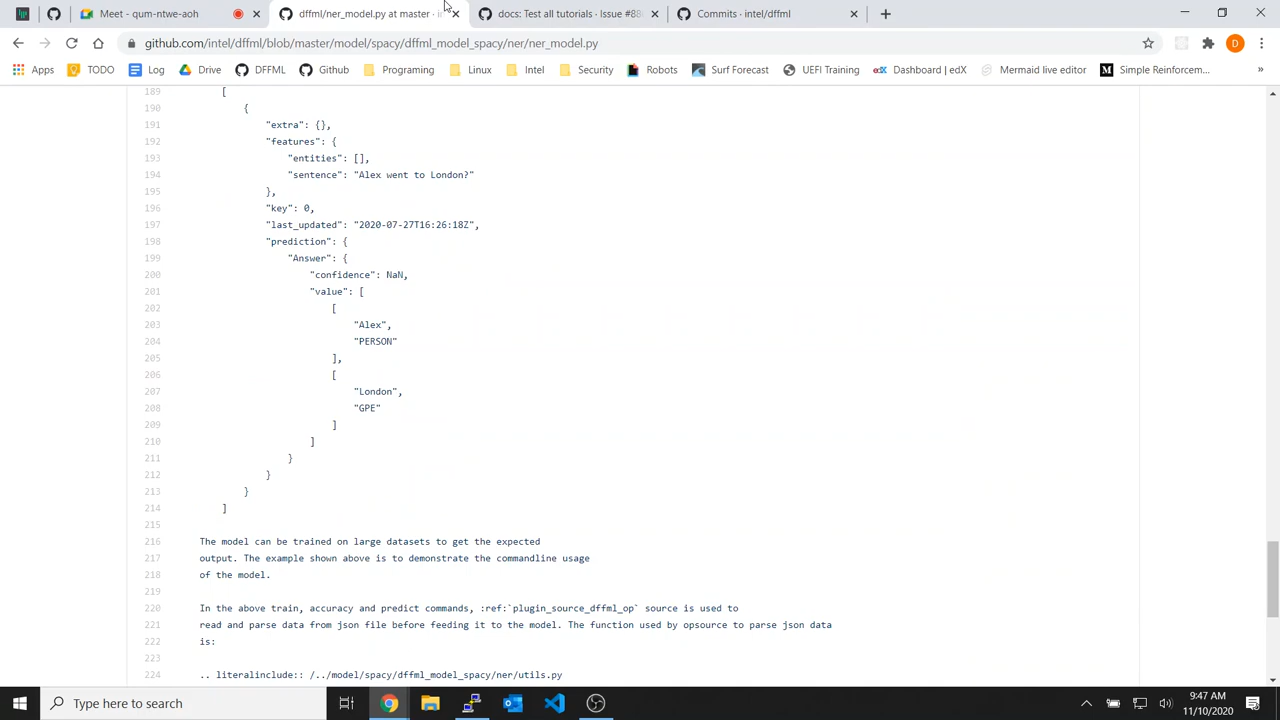 Meet - qum-ntwe-aoh
dffml/ner_model.py at master · in
docs: Test all tutorials · Issue #88
Commits · intel/dffml
github.com/intel/dffml/blob/master/model/spacy/dffml_model_spacy/ner/ner_model.py
D
Apps
TODO
Log
Drive
DFFML
Github
Programing
Linux
Intel
Security
Robots
Surf Forecast
UEFI Training
edX
Dashboard | edX
Mermaid live editor
M
Simple Reinforcem...
»
189 [
190 {
191 "extra": {},
192 "features": {
193 "entities": [],
194 "sentence": "Alex went to London?"
195 },
196 "key": 0,
197 "last_updated": "2020-07-27T16:26:18Z",
198 "prediction": {
199 "Answer": {
200 "confidence": NaN,
201 "value": [
202 [
203 "Alex",
204 "PERSON"
205 ],
206 [
207 "London",
208 "GPE"
209 ]
210 ]
211 }
212 }
213 }
214 ]
215
216 The model can be trained on large datasets to get the expected
217 output. The example shown above is to demonstrate the commandline usage
218 of the model.
219
220 In the above train, accuracy and predict commands, :ref:`plugin_source_dffml_op` source is used to
221 read and parse data from json file before feeding it to the model. The function used by opsource to parse json data
222 is:
223
224 .. literalinclude:: /../model/spacy/dffml_model_spacy/ner/utils.py
Type here to search
9:47 AM
11/10/2020